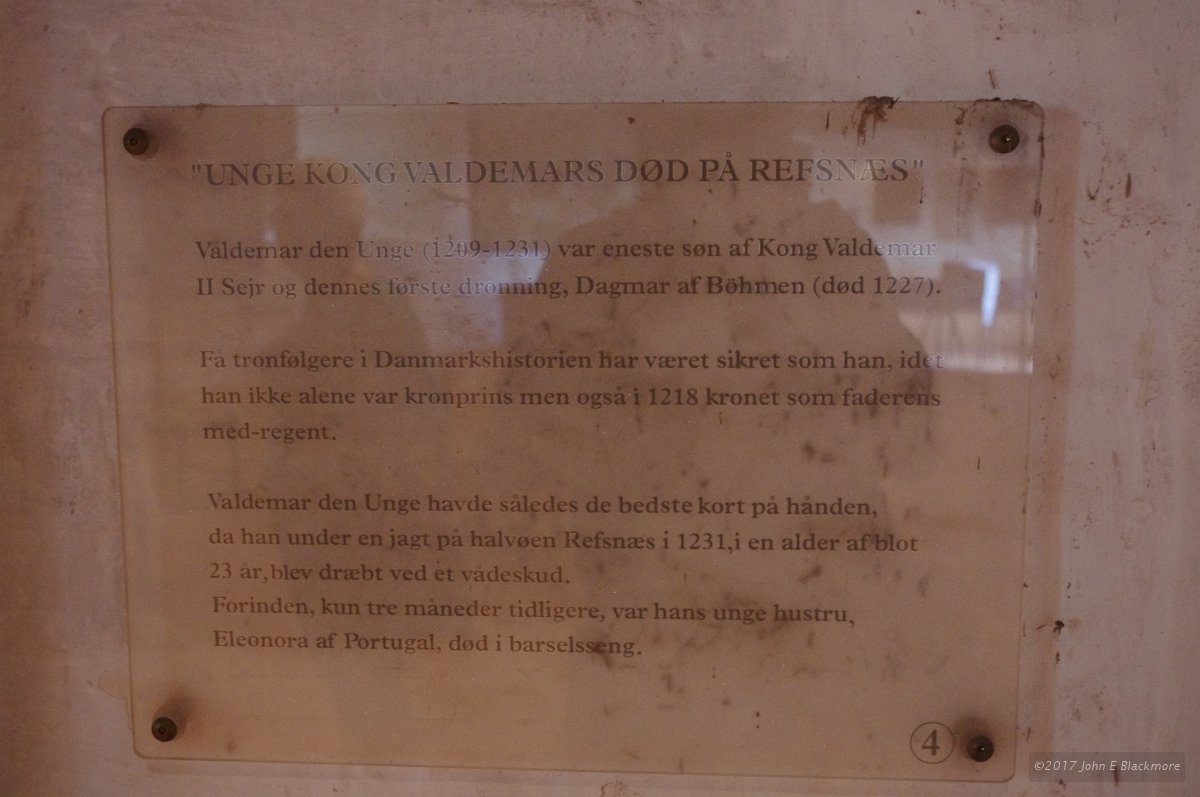 "UNGE KONG VALDEMARS DØD PÅ REFSNÆS"
Valdemar den Unge (1209-1231) var eneste søn af Kong Valdemar
II Sejr og dennes første dronning, Dagmar af Böhmen (død 1227).
Få tronfølgere i Danmarkshistorien har været sikret som han, idet
han ikke alene var kronprins men også i 1218 kronet som faderens
med-regent.
Valdemar den Unge havde således de bedste kort på hånden,
da han under en jagt på halvøen Refsnæs i 1231,i en alder af blot
23 år,blev dræbt ved et vådeskud.
Forinden, kun tre måneder tidligere, var hans unge hustru,
Eleonora af Portugal, død i barselsseng.
4
©2017 John E Blackmore